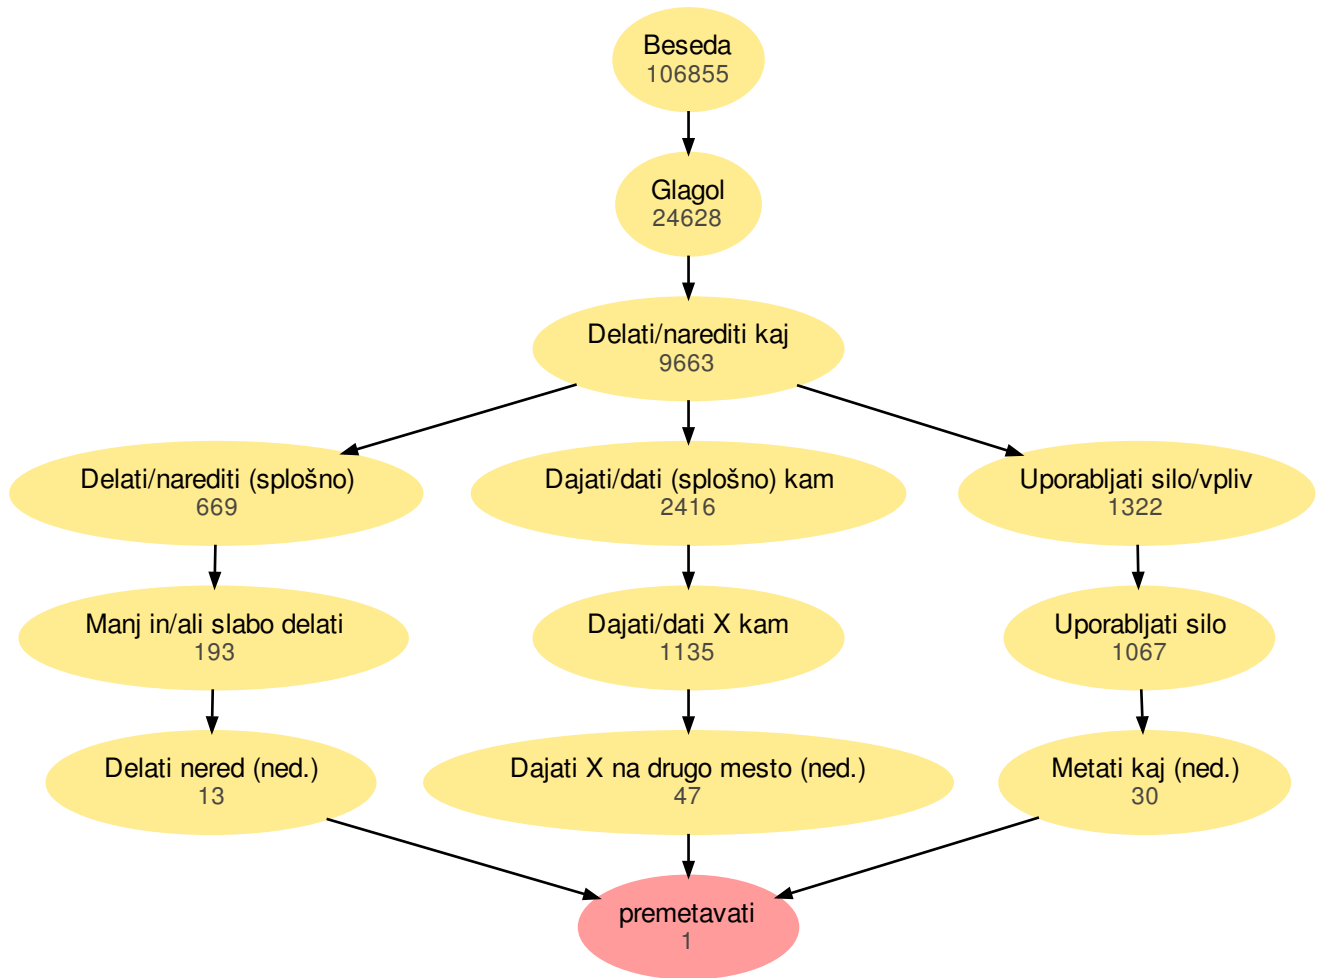 Beseda
106855
Glagol
24628
Delati/narediti kaj
9663
Delati/narediti (splošno)
669
Dajati/dati (splošno) kam
2416
Uporabljati silo/vpliv
1322
Manj in/ali slabo delati
193
Dajati/dati X kam
1135
Uporabljati silo
1067
Delati nered (ned.)
13
Dajati X na drugo mesto (ned.)
47
Metati kaj (ned.)
30
premetavati
1